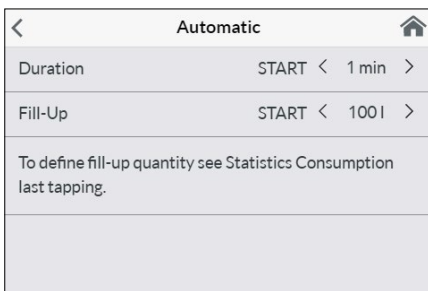 Automatic
Duration START < 1 min >
Fill-Up START < 100 l >
To define fill-up quantity see Statistics Consumption
last tapping.